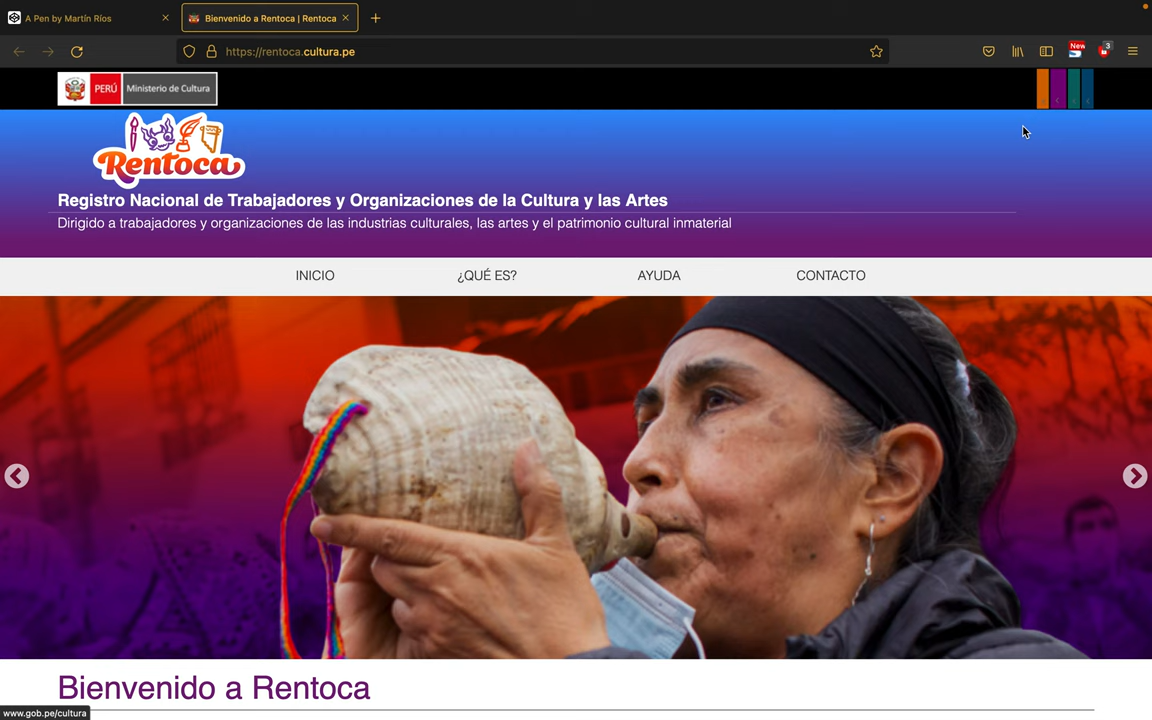 A Pen by Martín Ríos
Bienvenido a Rentoca | Rentoca
https://rentoca.cultura.pe
New
3
PERÚ
Ministerio de Cultura
Rentoca
Registro Nacional de Trabajadores y Organizaciones de la Cultura y las Artes
Dirigido a trabajadores y organizaciones de las industrias culturales, las artes y el patrimonio cultural inmaterial
INICIO
¿QUÉ ES?
AYUDA
CONTACTO
Bienvenido a Rentoca
www.gob.pe/cultura